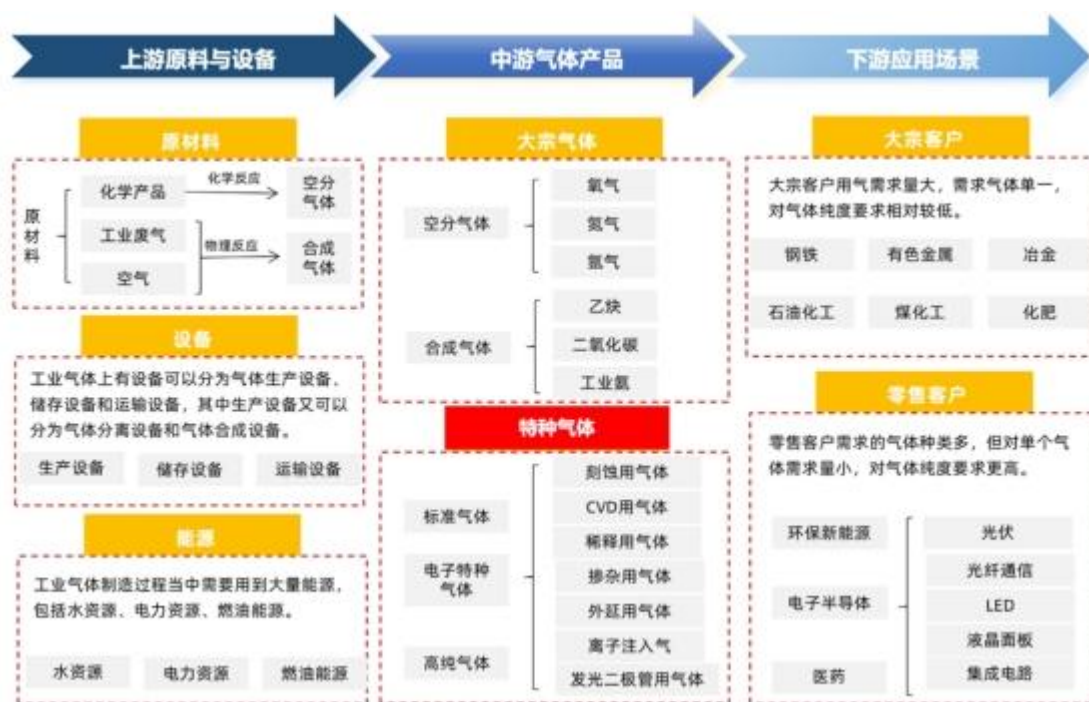 上游原料与设备
中游气体产品
下游应用场景
原材料
原材料
化学产品
工业废气
空气
化学反应
物理反应
空分
气体
合成
气体
设备
工业气体上有设备可以分为气体生产设备、
储存设备和运输设备，其中生产设备又可以
分为气体分离设备和气体合成设备。
生产设备
储存设备
运输设备
能源
工业气体制造过程当中需要用到大量能源，
包括水资源、电力资源、燃油能源。
水资源
电力资源
燃油能源
大宗气体
空分气体
氧气
氮气
氩气
合成气体
乙炔
二氧化碳
工业氨
特种气体
标准气体
电子特种
气体
高纯气体
刻蚀用气体
CVD用气体
稀释用气体
掺杂用气体
外延用气体
离子注入气
发光二极管用气体
大宗客户
大宗客户用气需求量大，需求气体单一，
对气体纯度要求相对较低。
钢铁
有色金属
冶金
石油化工
煤化工
化肥
零售客户
零售客户需求的气体种类多，但对单个气
体需求量小，对气体纯度要求更高。
环保新能源
电子半导体
医药
光伏
光纤通信
LED
液晶面板
集成电路